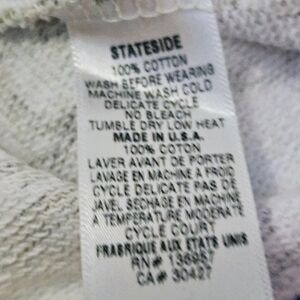 STATESIDE
100% COTTON
WASH BEFORE WEARING
MACHINE WASH COLD
DELICATE CYCLE
NO BLEACH
TUMBLE DRY LOW HEAT
MADE IN U.S.A.
100% COTON
LAVER AVANT DE PORTER
LAVAGE EN MACHINE A FROID
CYCLE DELICATE PAS DE
JAVEL. SECHAGE EN MACHINE
A TEMPERATURE MODERATE
CYCLE COURT
FRABRIQUE AUX ETATS UNIS
RN# 136957
CA# 30427